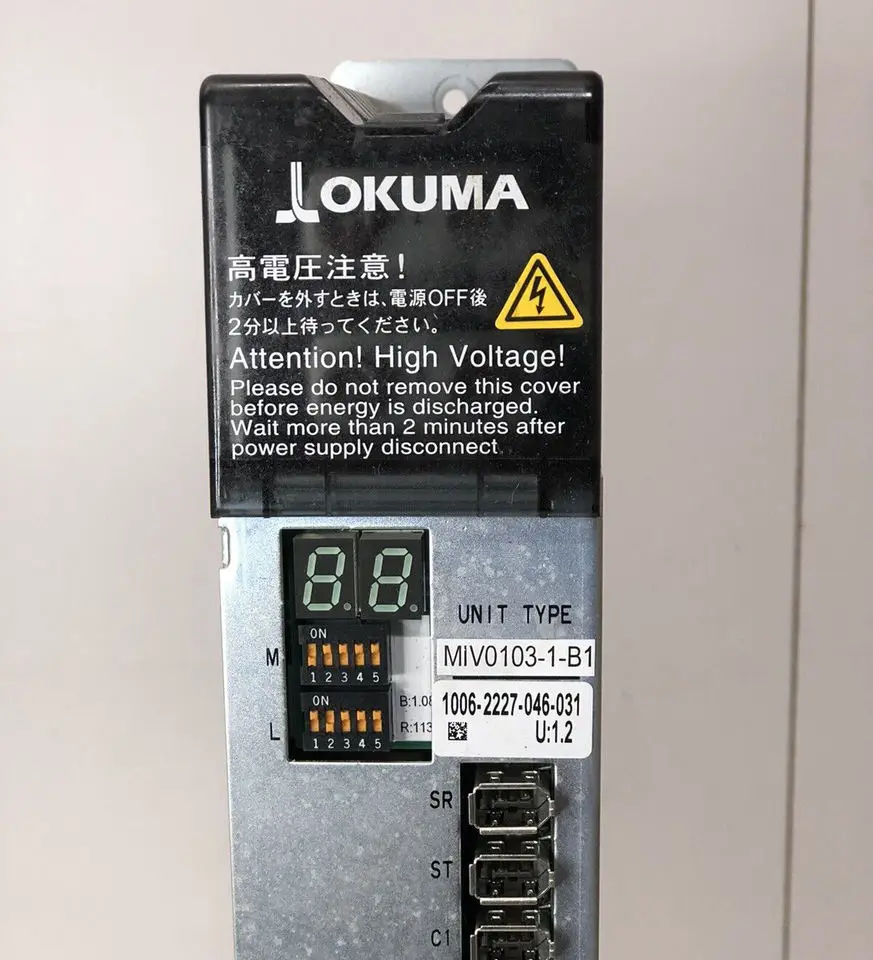 OKUMA
高電圧注意!
カバーを外すときは、電源OFF後
2分以上待ってください。
Attention! High Voltage!
Please do not remove this cover
before energy is discharged.
Wait more than 2 minutes after
power supply disconnect.
UNIT TYPE
MIV0103-1-B1
1006-2227-046-031
U:1.2
M
ON
1 2 3 4 5
L
ON
1 2 3 4 5
SR
ST
C1